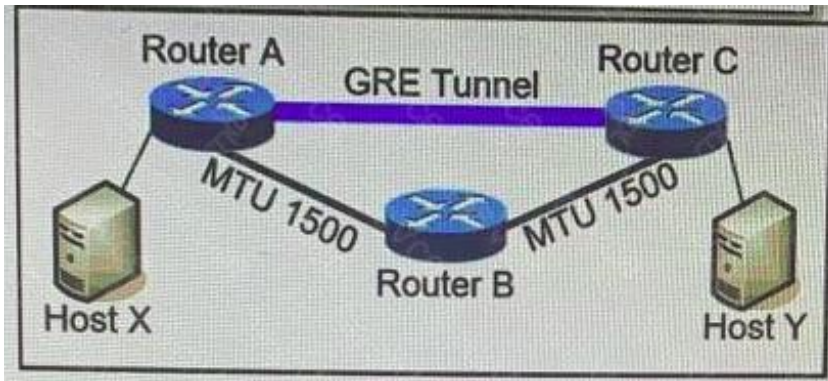 Router A
GRE Tunnel
Router C
MTU 1500
MTU 1500
Router B
Host X
Host Y